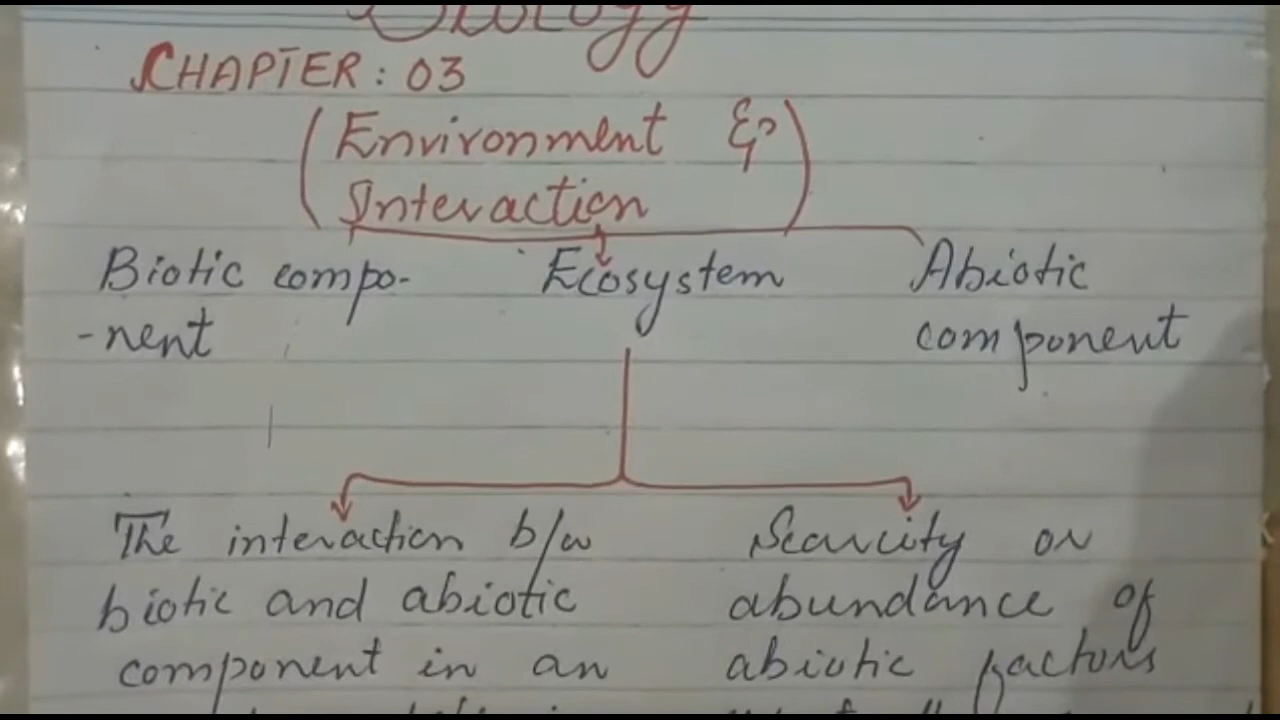 Biology
CHAPTER: 03
(Environment &
Interaction)
Biotic compo-
-nent
Ecosystem
Abiotic
component
The interaction b/w
biotic and abiotic
component in an
Scarcity or
abundance of
abiotic factors